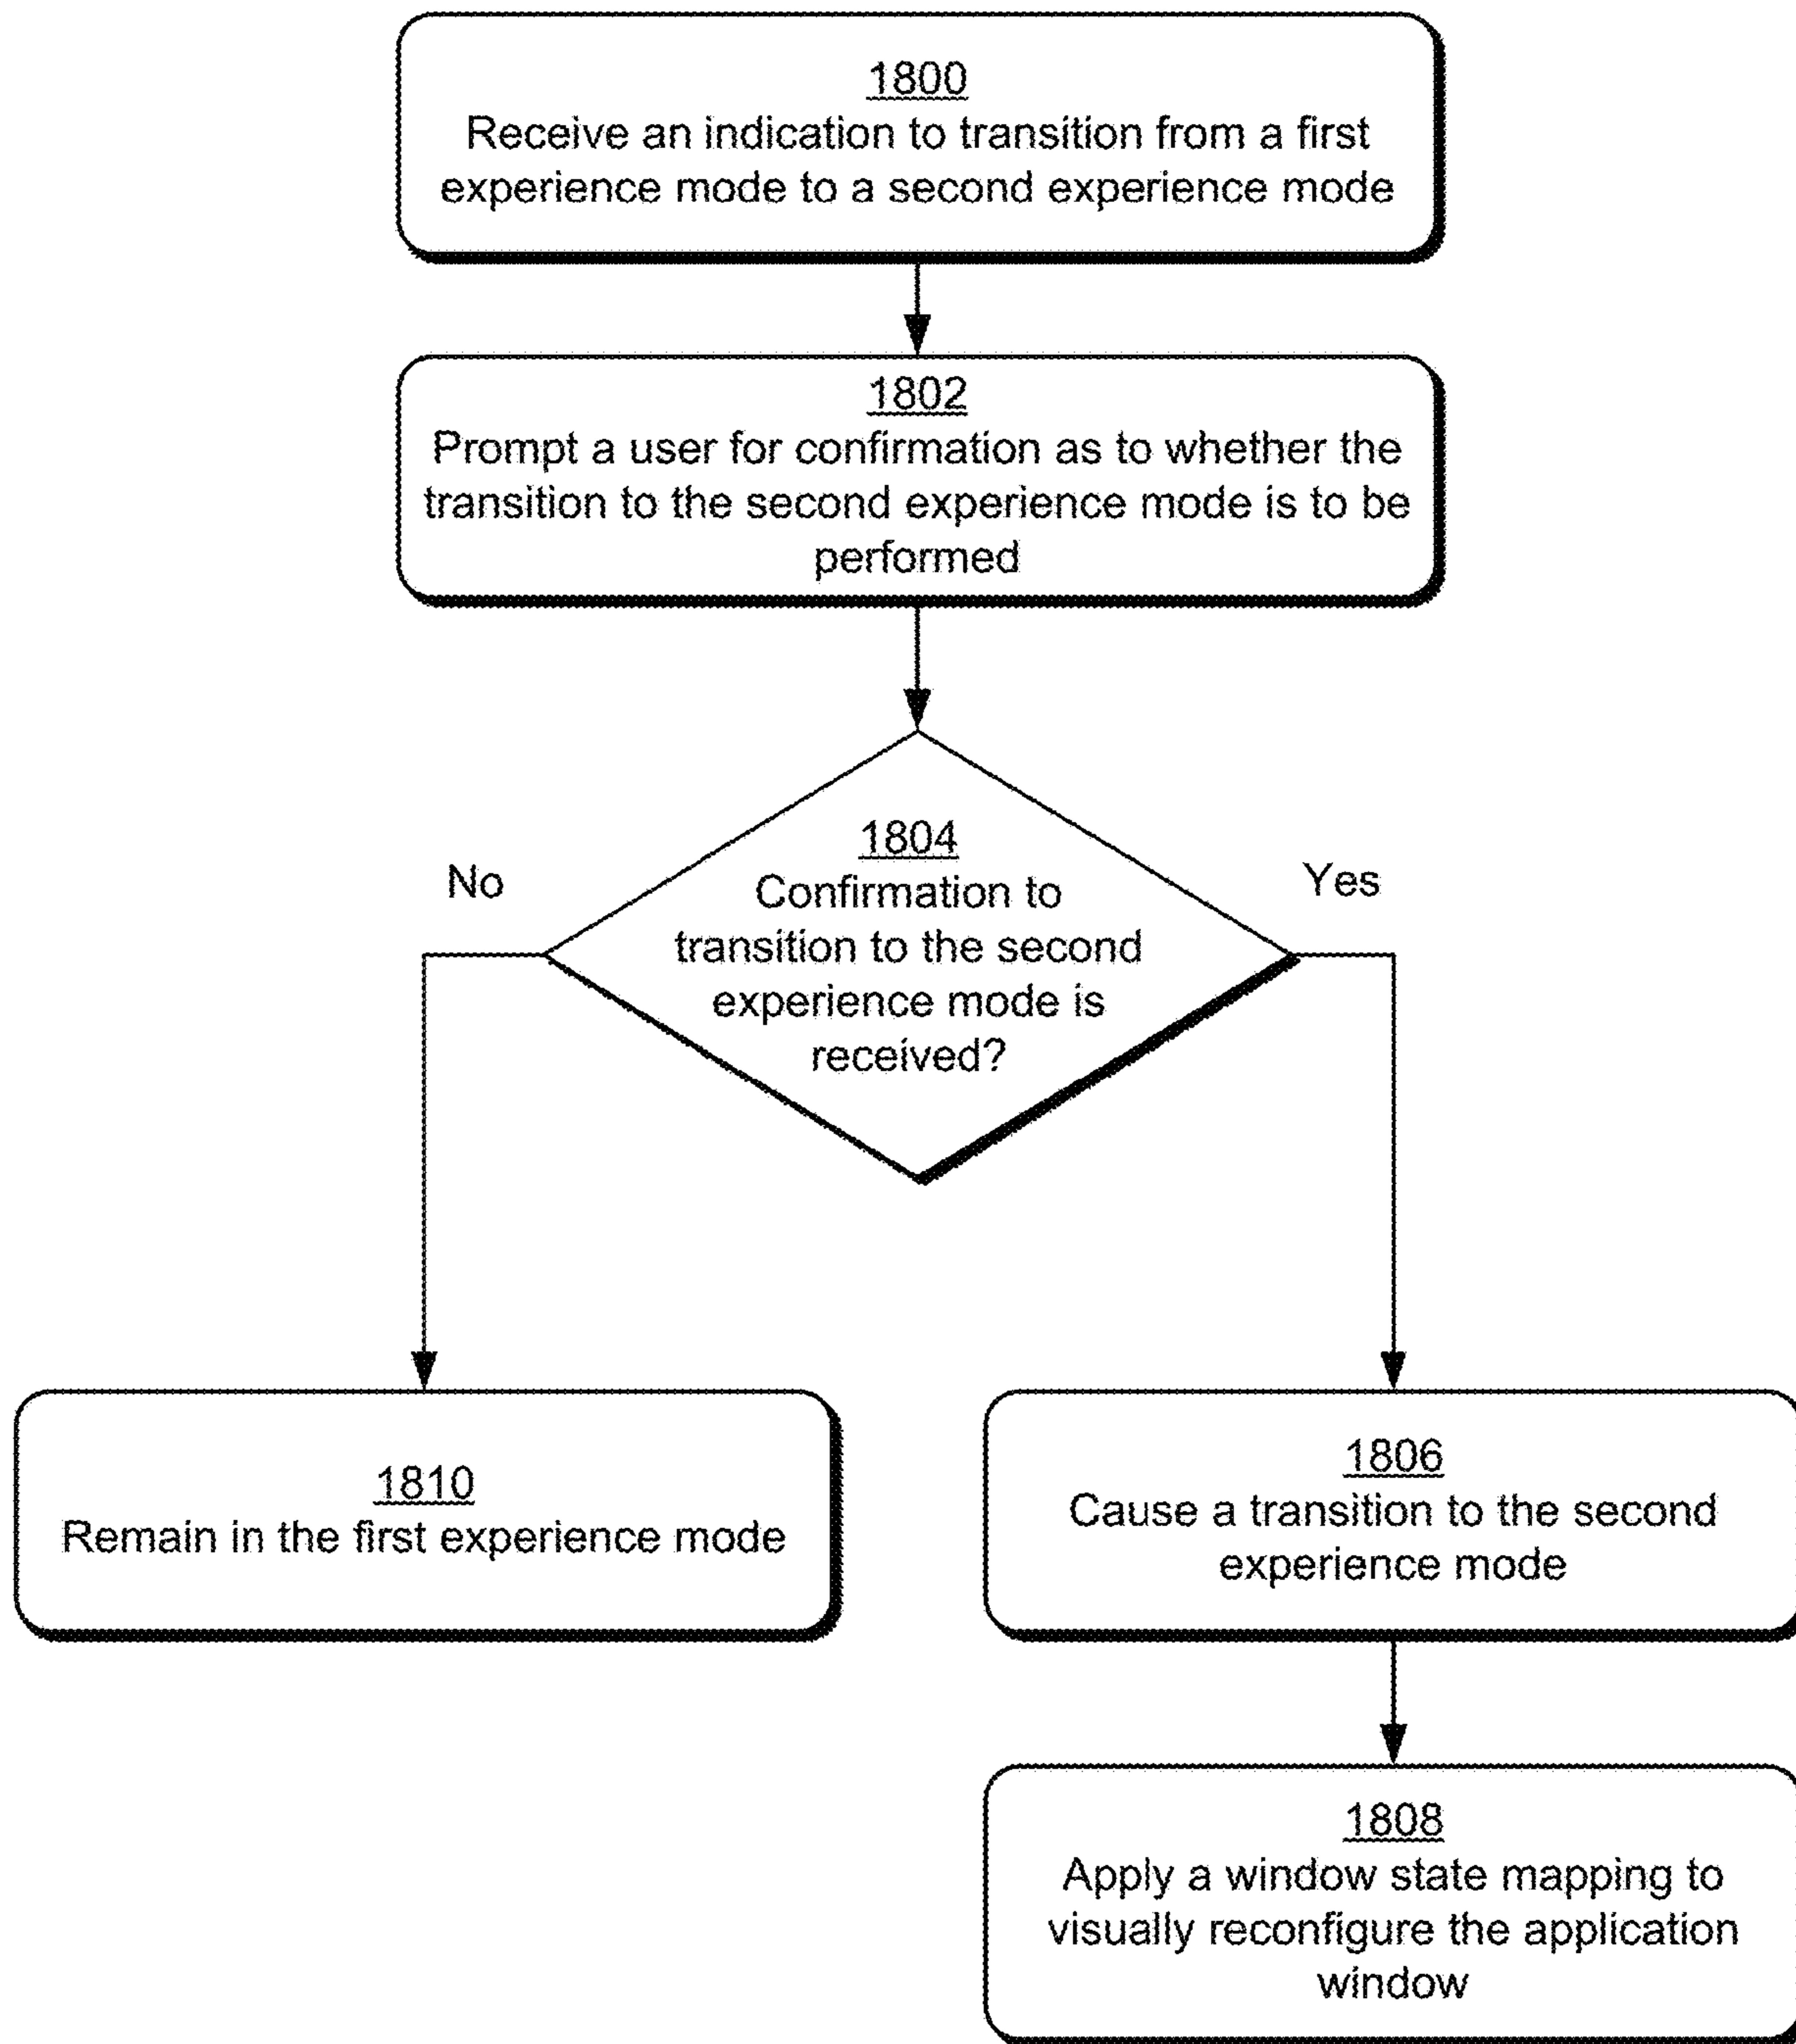 1800
Receive an indication to transition from a first
experience mode to a second experience mode
1802
Prompt a user for confirmation as to whether the
transition to the second experience mode is to be
performed
1804
Confirmation to
transition to the second
experience mode is
received?
No
Yes
1810
Remain in the first experience mode
1806
Cause a transition to the second
experience mode
1808
Apply a window state mapping to
visually reconfigure the application
window